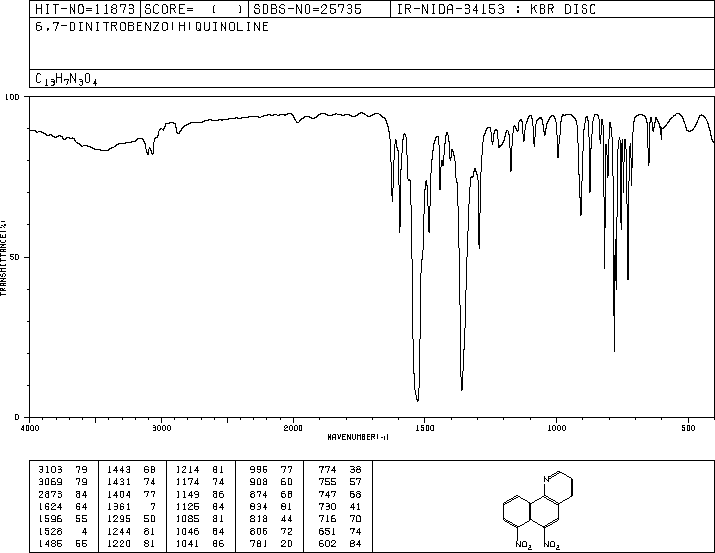 HIT-NO=11873 SCORE= ( ) SDBS-NO=25735 IR-NIDA-34153 : KBR DISC
6,7-DINITROBENZO(H)QUINOLINE
C13H7N3O4
100
50
0
TRANSMITTANCE(%)
4000 3000 2000 1500 1000 500
WAVENUMBER(-1)
3103 79 1443 68 1214 81 996 77 774 38
3069 79 1431 74 1174 74 908 60 755 57
2873 84 1404 77 1149 86 874 68 747 68
1624 64 1361 7 1125 84 834 81 730 41
1596 55 1295 50 1085 81 818 44 716 70
1528 4 1244 81 1046 84 806 72 651 74
1486 55 1220 81 1041 86 781 20 602 84
N
NO2 NO2